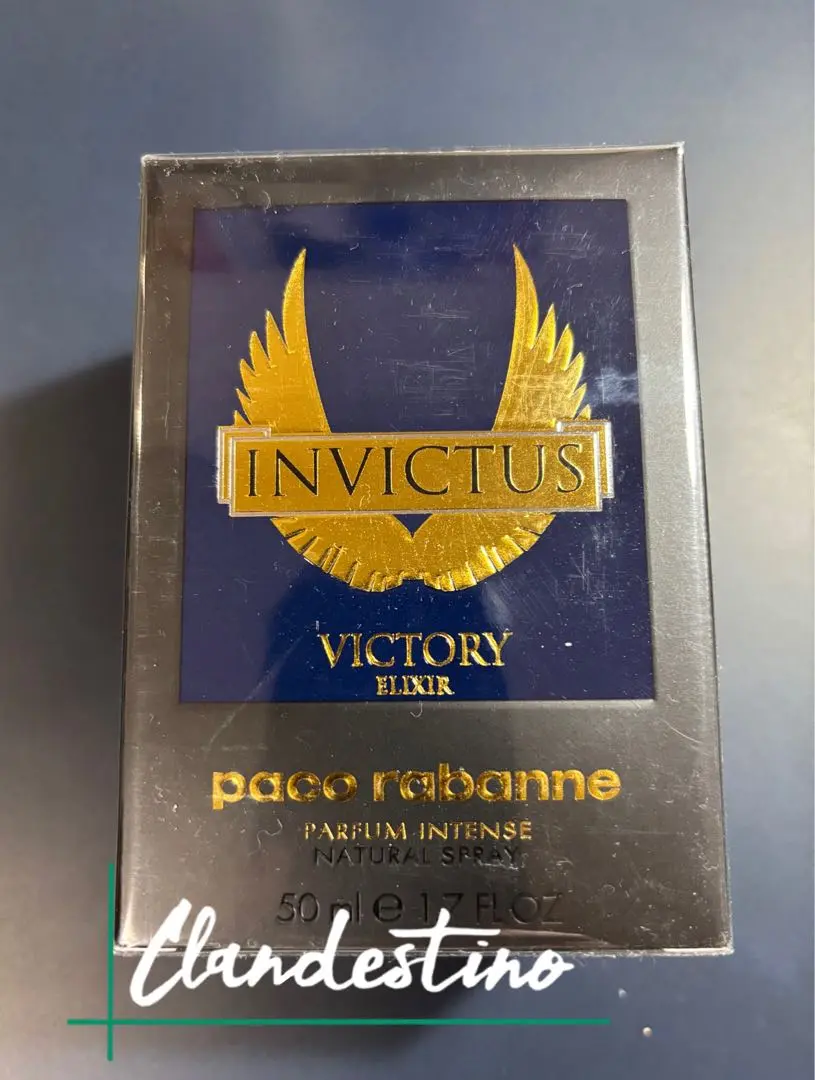 INVICTUS
VICTORY
ELIXIR
paco rabanne
PARFUM INTENSE
NATURAL SPRAY
50 ml e 1.7 FL OZ
Clandestino